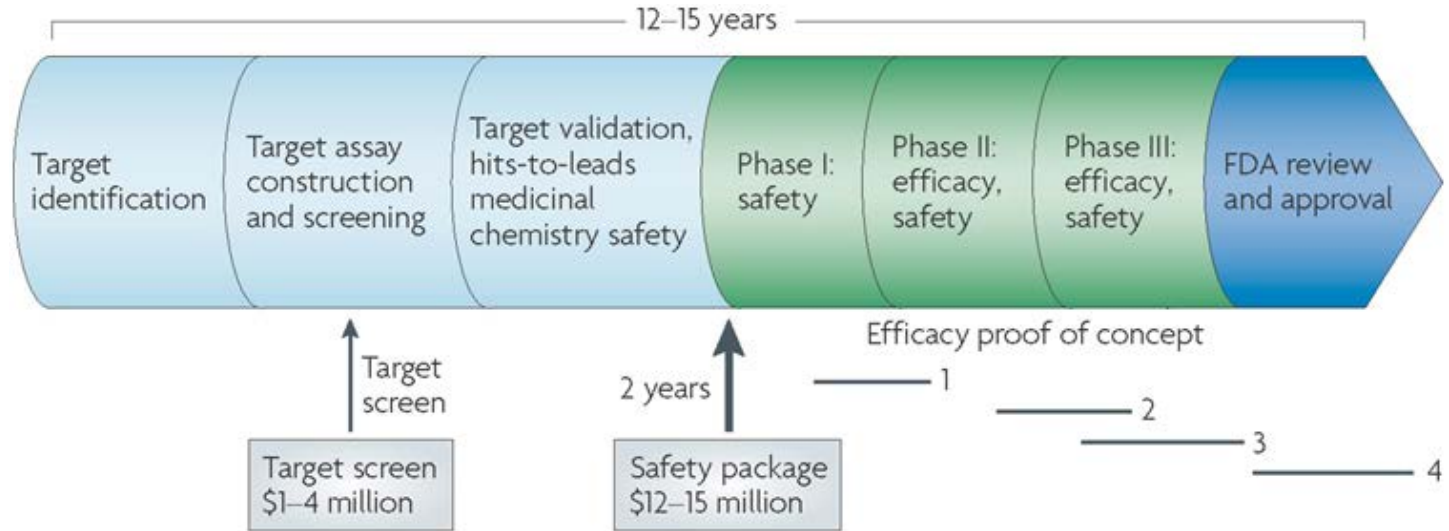 12–15 years
Target
identification
Target assay
construction
and screening
Target validation,
hits-to-leads
medicinal
chemistry safety
Phase I:
safety
Phase II:
efficacy,
safety
Phase III:
efficacy,
safety
FDA review
and approval
Efficacy proof of concept
Target
screen
2 years
1
2
3
4
Target screen
$1–4 million
Safety package
$12–15 million